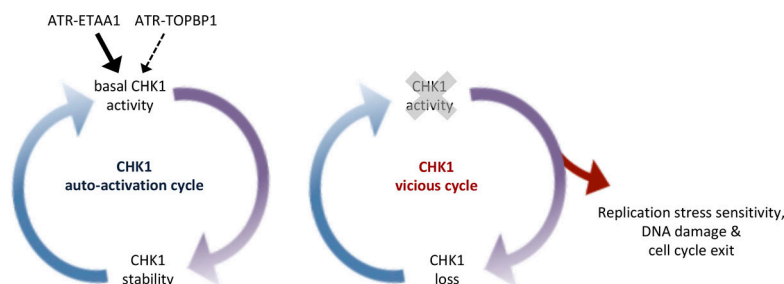 ATR-ETAA1 ATR-TOPBP1
basal CHK1
activity
CHK1
auto-activation cycle
CHK1
stability
CHK1
activity
CHK1
vicious cycle
CHK1
loss
Replication stress sensitivity,
DNA damage &
cell cycle exit